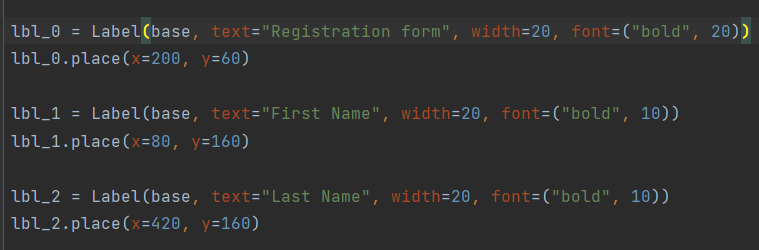 lbl_0 = Label(base, text="Registration form", width=20, font=("bold", 20))
lbl_0.place(x=200, y=60)
lbl_1 = Label(base, text="First Name", width=20, font=("bold", 10))
lbl_1.place(x=80, y=160)
lbl_2 = Label(base, text="Last Name", width=20, font=("bold", 10))
lbl_2.place(x=420, y=160)